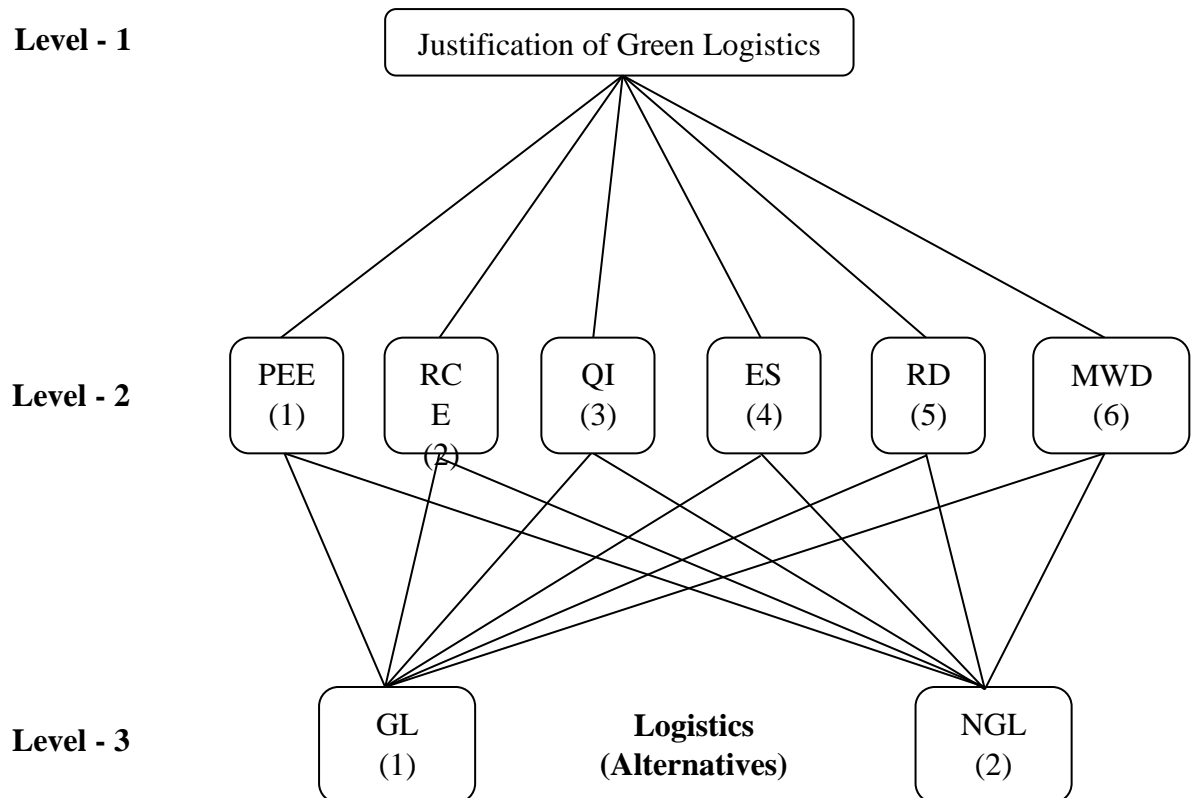 Level - 1
Justification of Green Logistics
Level - 2
PEE
(1)
RC
E
(2)
QI
(3)
ES
(4)
RD
(5)
MWD
(6)
Level - 3
GL
(1)
Logistics
(Alternatives)
NGL
(2)